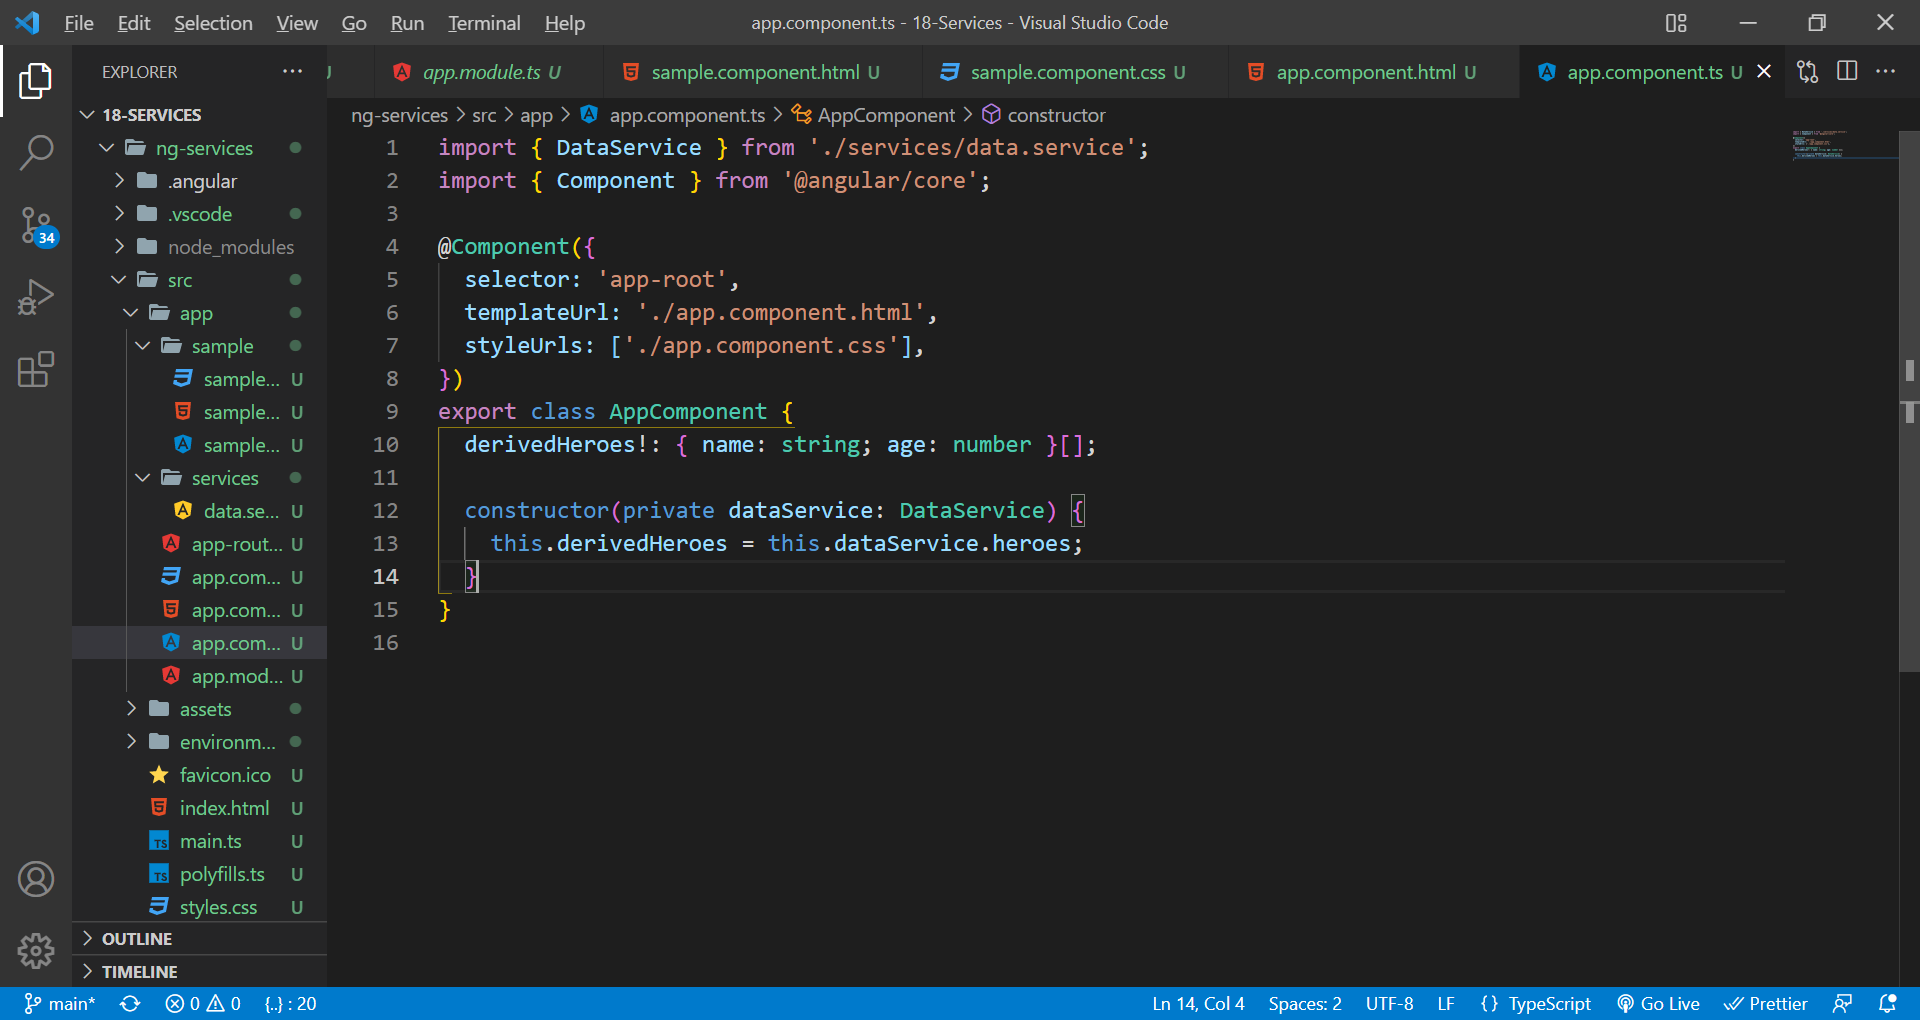 File Edit Selection View Go Run Terminal Help
app.component.ts - 18-Services - Visual Studio Code
EXPLORER
U
app.module.ts U
sample.component.html U
sample.component.css U
app.component.html U
app.component.ts U
ng-services > src > app > app.component.ts > AppComponent > constructor
34
18-SERVICES
ng-services
.angular
.vscode
node_modules
src
app
sample
sample... U
sample... U
sample... U
services
data.se... U
app-rout... U
app.com... U
app.com... U
app.com... U
app.mod... U
assets
environm...
favicon.ico U
index.html U
main.ts U
polyfills.ts U
styles.css U
OUTLINE
TIMELINE
1 import { DataService } from './services/data.service';
2 import { Component } from '@angular/core';
3
4 @Component({
5 selector: 'app-root',
6 templateUrl: './app.component.html',
7 styleUrls: ['./app.component.css'],
8 })
9 export class AppComponent {
10 derivedHeroes!: { name: string; age: number }[];
11
12 constructor(private dataService: DataService) {
13 this.derivedHeroes = this.dataService.heroes;
14 }
15 }
16
main* 0 0 {..} : 20
Ln 14, Col 4 Spaces: 2 UTF-8 LF {} TypeScript Go Live Prettier